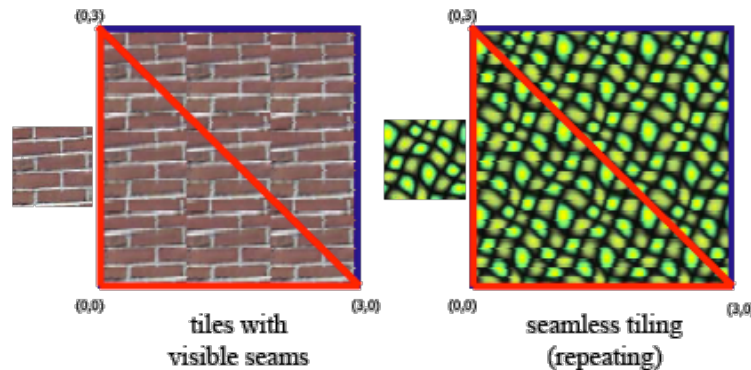 (0,3)
(0,0)
(3,0)
tiles with
visible seams
(0,3)
(0,0)
(3,0)
seamless tiling
(repeating)